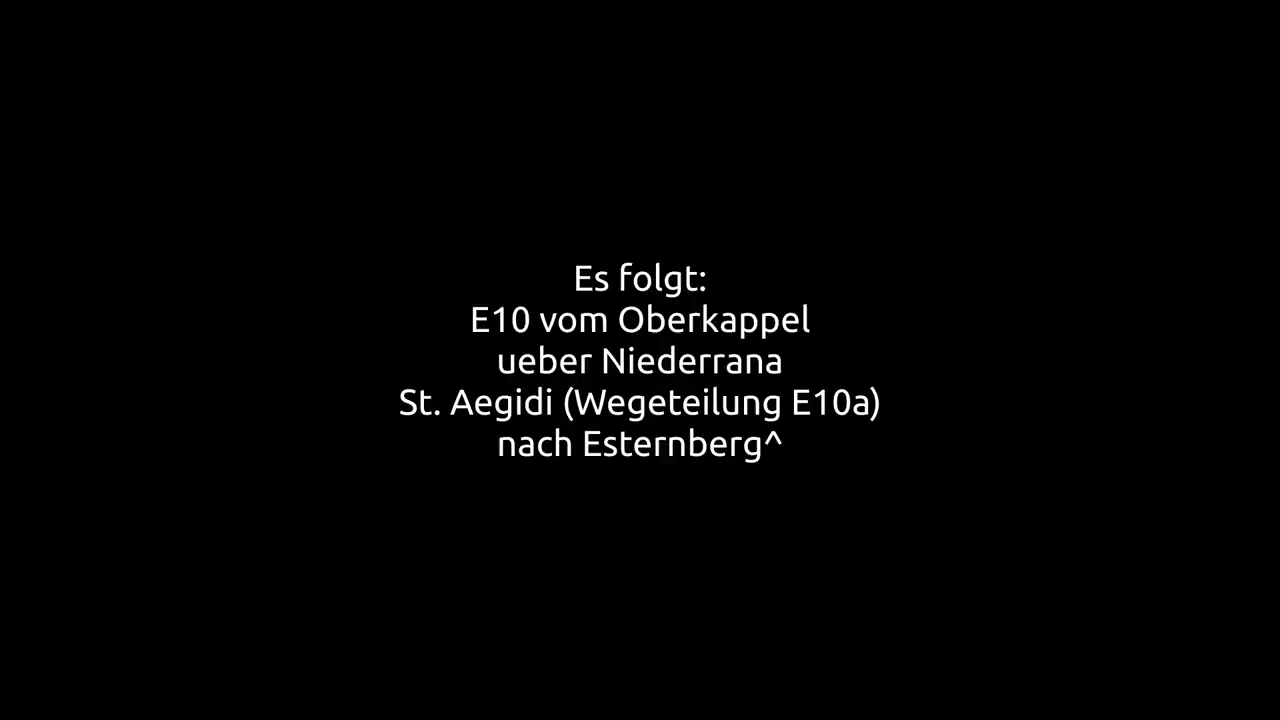 Es folgt:
E10 vom Oberkappel
ueber Niederrana
St. Aegidi (Wegeteilung E10a)
nach Esternberg^